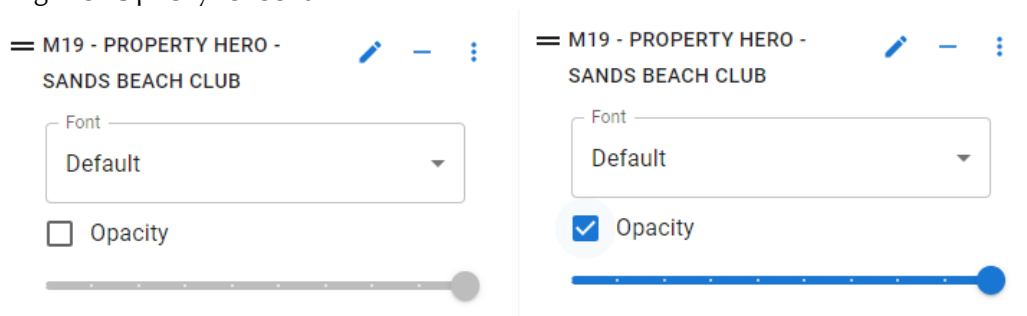 M19 - PROPERTY HERO -
SANDS BEACH CLUB
Font
Default
Opacity
M19 - PROPERTY HERO -
SANDS BEACH CLUB
Font
Default
Opacity